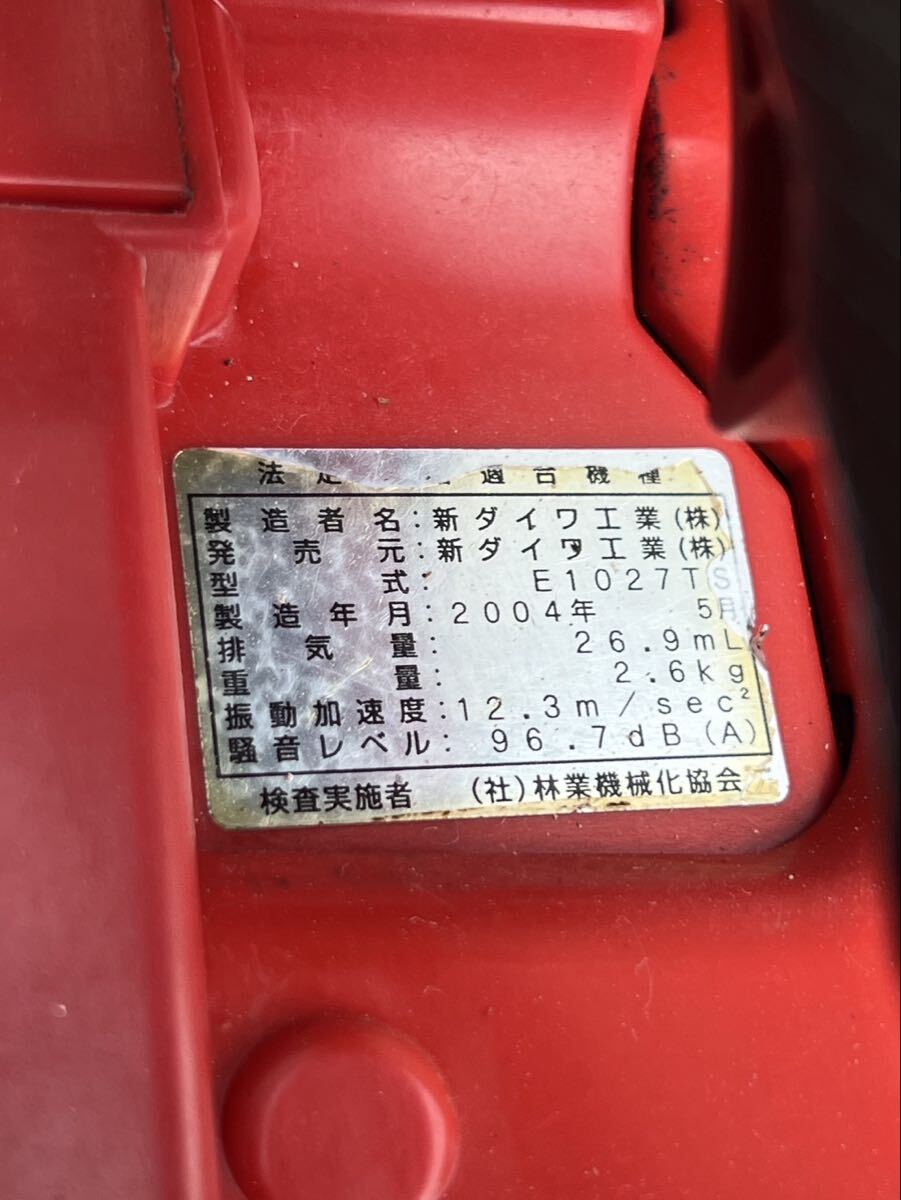 法定 適合機種
製造者名:新ダイワ工業(株)
発売元:新ダイワ工業(株)
型式: E1027TS
製造年月:2004年 5月
排気量: 26.9mL
重量: 2.6kg
振動加速度:12.3m/sec²
騒音レベル: 96.7dB(A)
検査実施者 (社)林業機械化協会